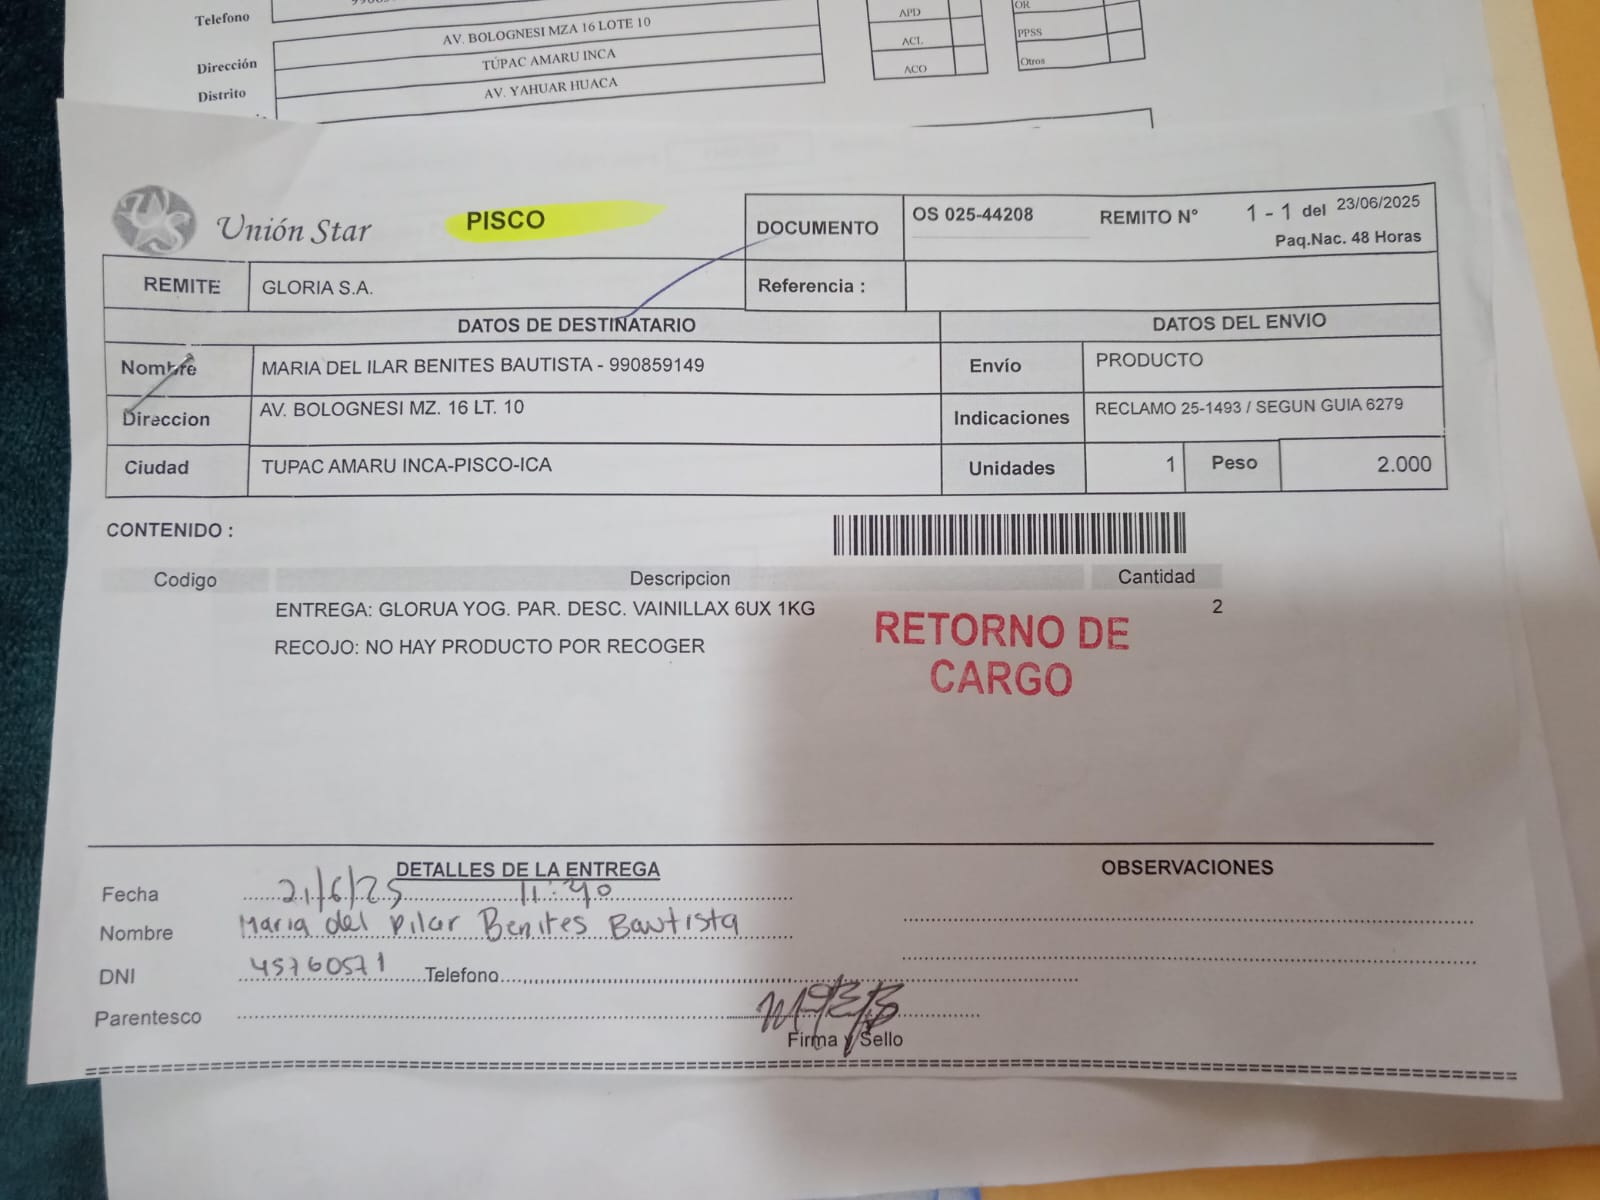 Telefono
AV. BOLOGNESI MZA 16 LOTE 10
Dirección
TÚPAC AMARU INCA
Distrito
AV. YAHUAR HUACA
APD
ACL
ACO
OR
PPSS
Otros
Unión Star
PISCO
DOCUMENTO
OS 025-44208
REMITO N° 1 - 1 del 23/06/2025
Paq.Nac. 48 Horas
REMITE
GLORIA S.A.
Referencia :
DATOS DE DESTINATARIO
DATOS DEL ENVIO
Nombre
MARIA DEL ILAR BENITES BAUTISTA - 990859149
Envío
PRODUCTO
Direccion
AV. BOLOGNESI MZ. 16 LT. 10
Indicaciones
RECLAMO 25-1493 / SEGUN GUIA 6279
Ciudad
TUPAC AMARU INCA-PISCO-ICA
Unidades
1
Peso
2.000
CONTENIDO :
Codigo
Descripcion
Cantidad
ENTREGA: GLORUA YOG. PAR. DESC. VAINILLAX 6UX 1KG
2
RECOJO: NO HAY PRODUCTO POR RECOGER
RETORNO DE
CARGO
DETALLES DE LA ENTREGA
OBSERVACIONES
Fecha 21/6/25 11:40
Nombre Maria del Pilar Benites Bautista
DNI 45760571 Telefono
Parentesco
Firma y Sello